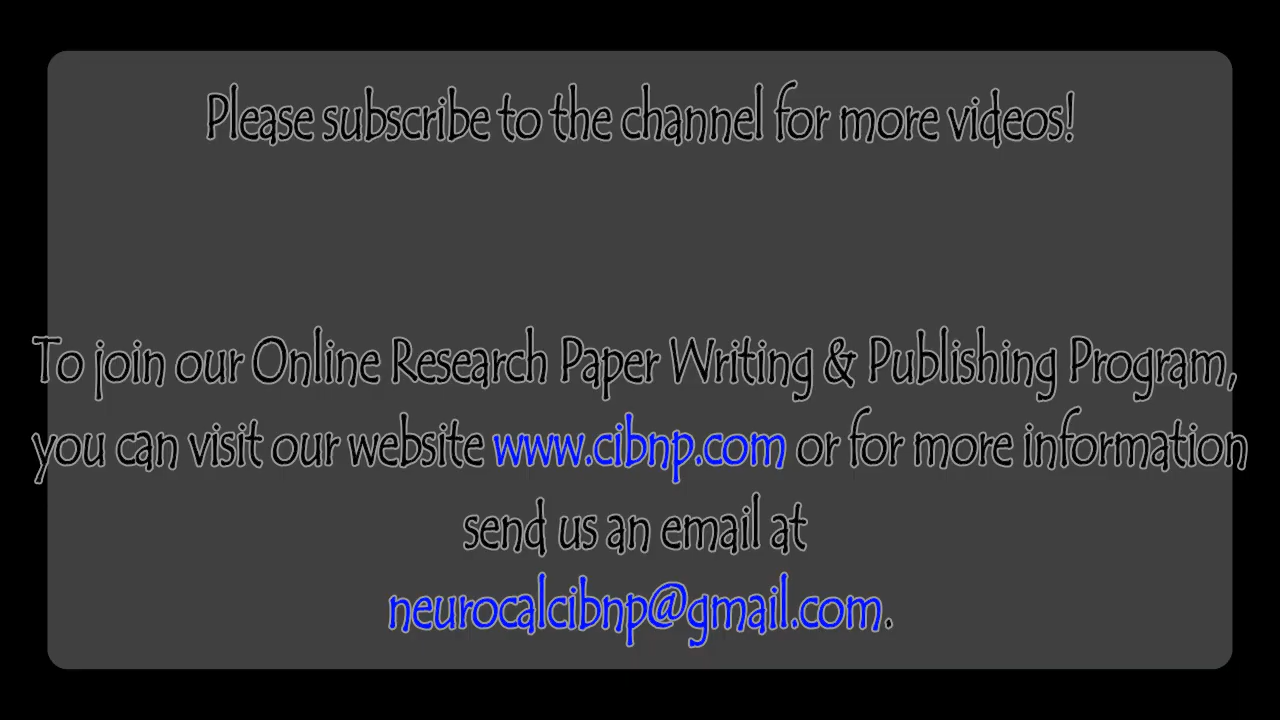 Please subscribe to the channel for more videos!
To join our Online Research Paper Writing & Publishing Program,
you can visit our website www.cibnp.com or for more information
send us an email at
neurocalcibnp@gmail.com.